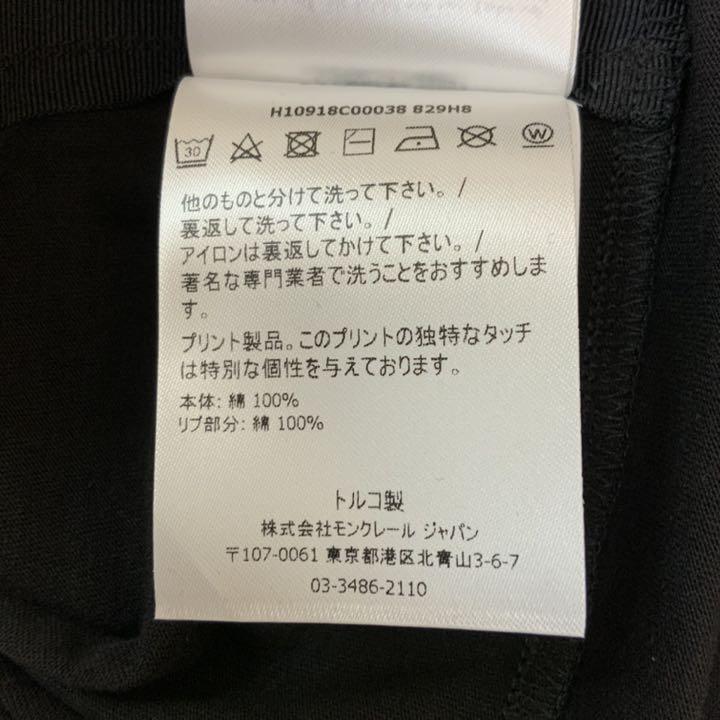 H10918C00038 829H8
30
W
他のものと分けて洗って下さい。/
裏返して洗って下さい。/
アイロンは裏返してかけて下さい。/
著名な専門業者で洗うことをおすすめしま
す。
プリント製品。このプリントの独特なタッチ
は特別な個性を与えております。
本体: 綿 100%
リブ部分: 綿 100%
トルコ製
株式会社モンクレール ジャパン
〒107-0061 東京都港区北青山3-6-7
03-3486-2110